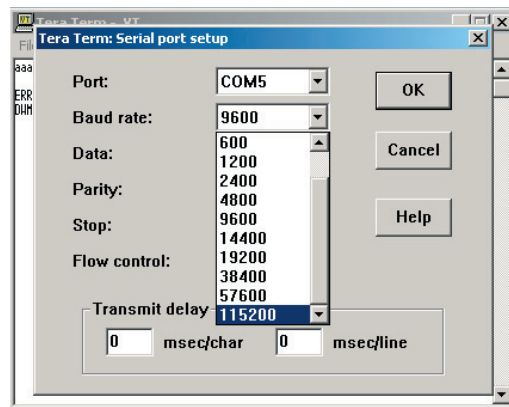 Tera Term - VT
Tera Term: Serial port setup
Fil
aaa
ERR
DWM
Port:
COM5
OK
Baud rate:
9600
600
1200
2400
4800
9600
14400
19200
38400
57600
115200
Data:
Cancel
Parity:
Stop:
Help
Flow control:
Transmit delay
0 msec/char
0 msec/line